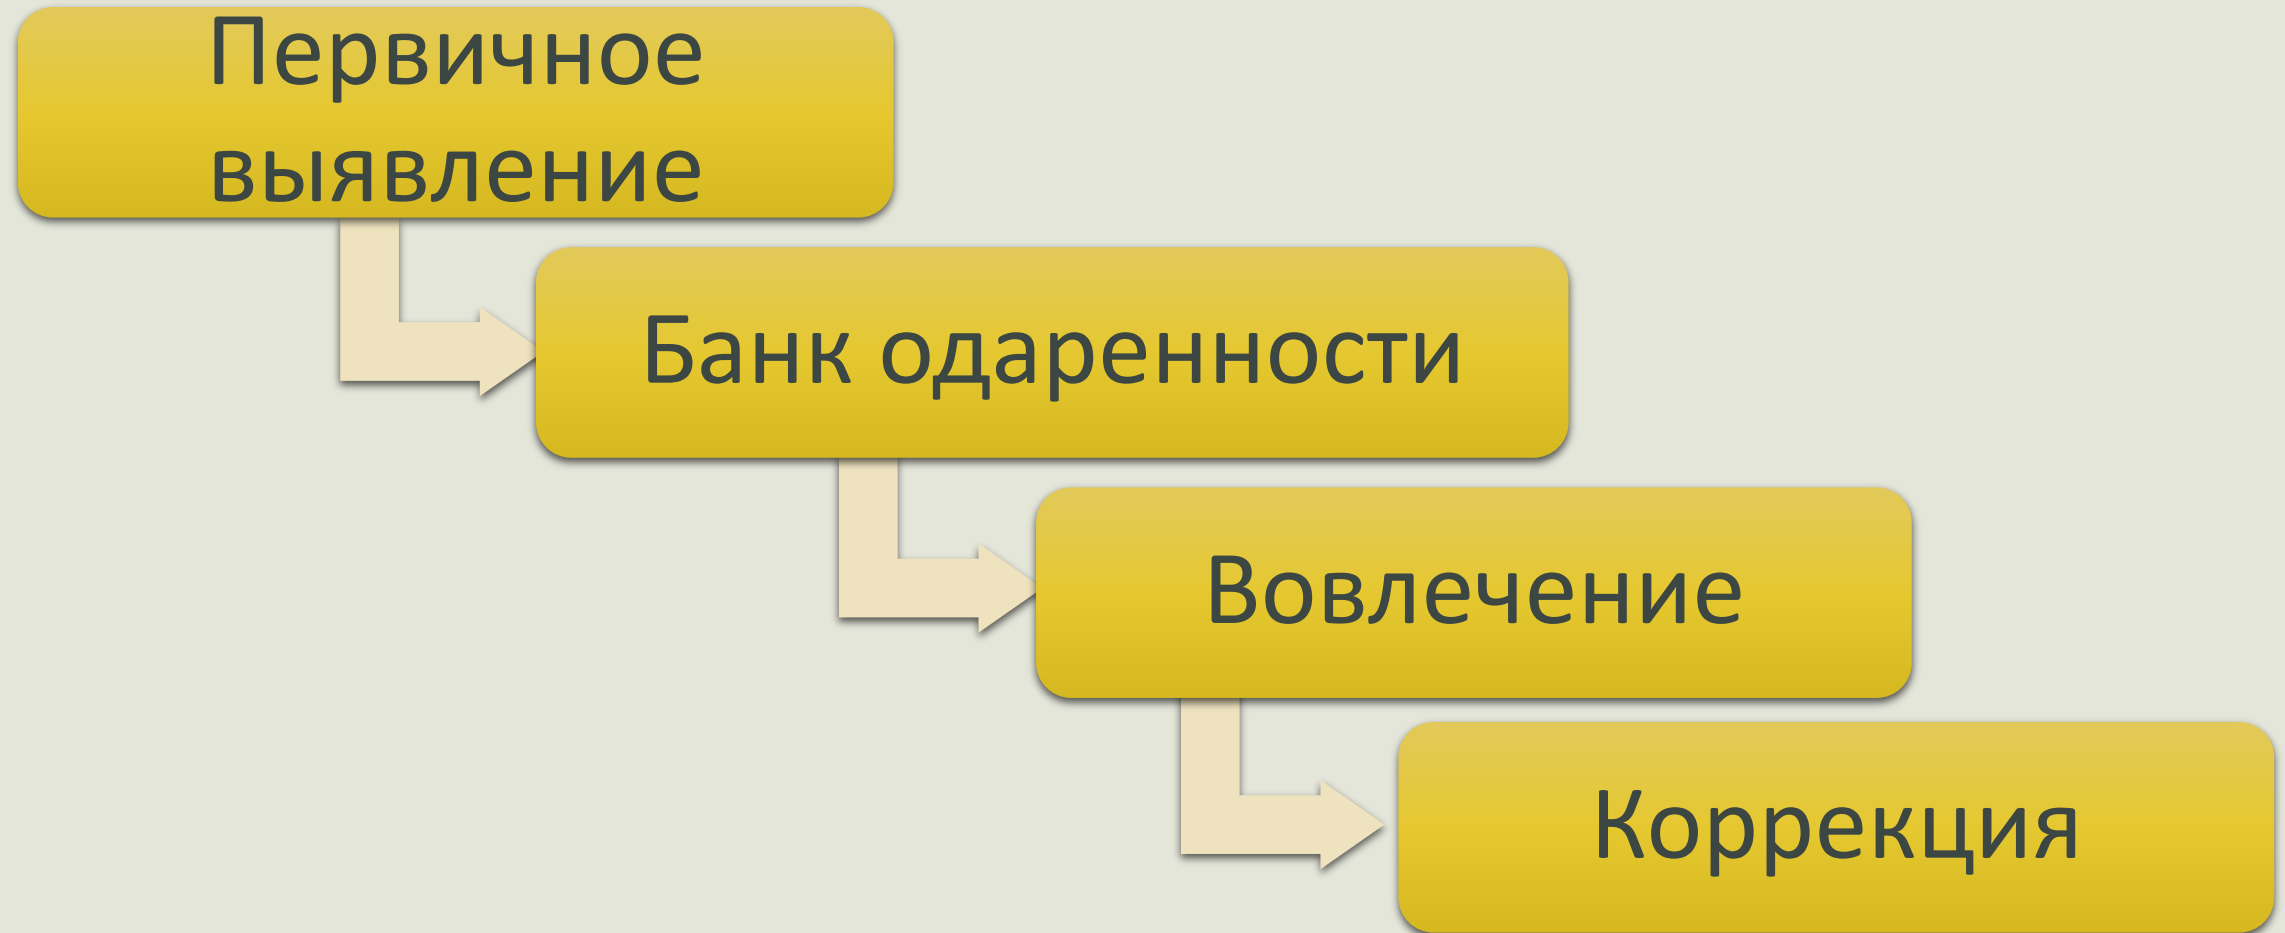 Первичное
выявление
Банк одаренности
Вовлечение
Коррекция